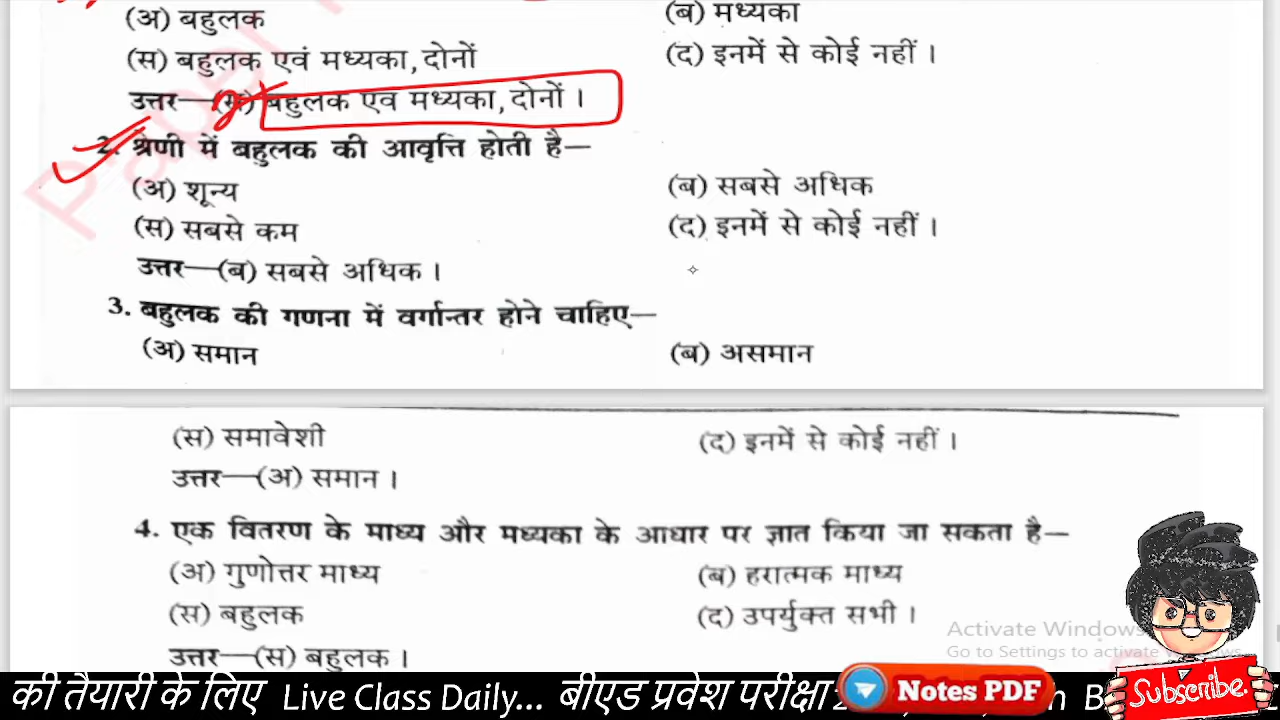 (अ) बहुलक (ब) मध्यका
(स) बहुलक एवं मध्यका, दोनों (द) इनमें से कोई नहीं ।
उत्तर—(स) बहुलक एव मध्यका, दोनों ।
2. श्रेणी में बहुलक की आवृत्ति होती है—
(अ) शून्य (ब) सबसे अधिक
(स) सबसे कम (द) इनमें से कोई नहीं ।
उत्तर—(ब) सबसे अधिक ।
3. बहुलक की गणना में वर्गान्तर होने चाहिए—
(अ) समान (ब) असमान
(स) समावेशी (द) इनमें से कोई नहीं ।
उत्तर—(अ) समान ।
4. एक वितरण के माध्य और मध्यका के आधार पर ज्ञात किया जा सकता है—
(अ) गुणोत्तर माध्य (ब) हरात्मक माध्य
(स) बहुलक (द) उपर्युक्त सभी ।
उत्तर—(स) बहुलक ।
Activate Windows
Go to Settings to activate
की तैयारी के लिए Live Class Daily... बीएड प्रवेश परीक्षा
Notes PDF
Subscribe.